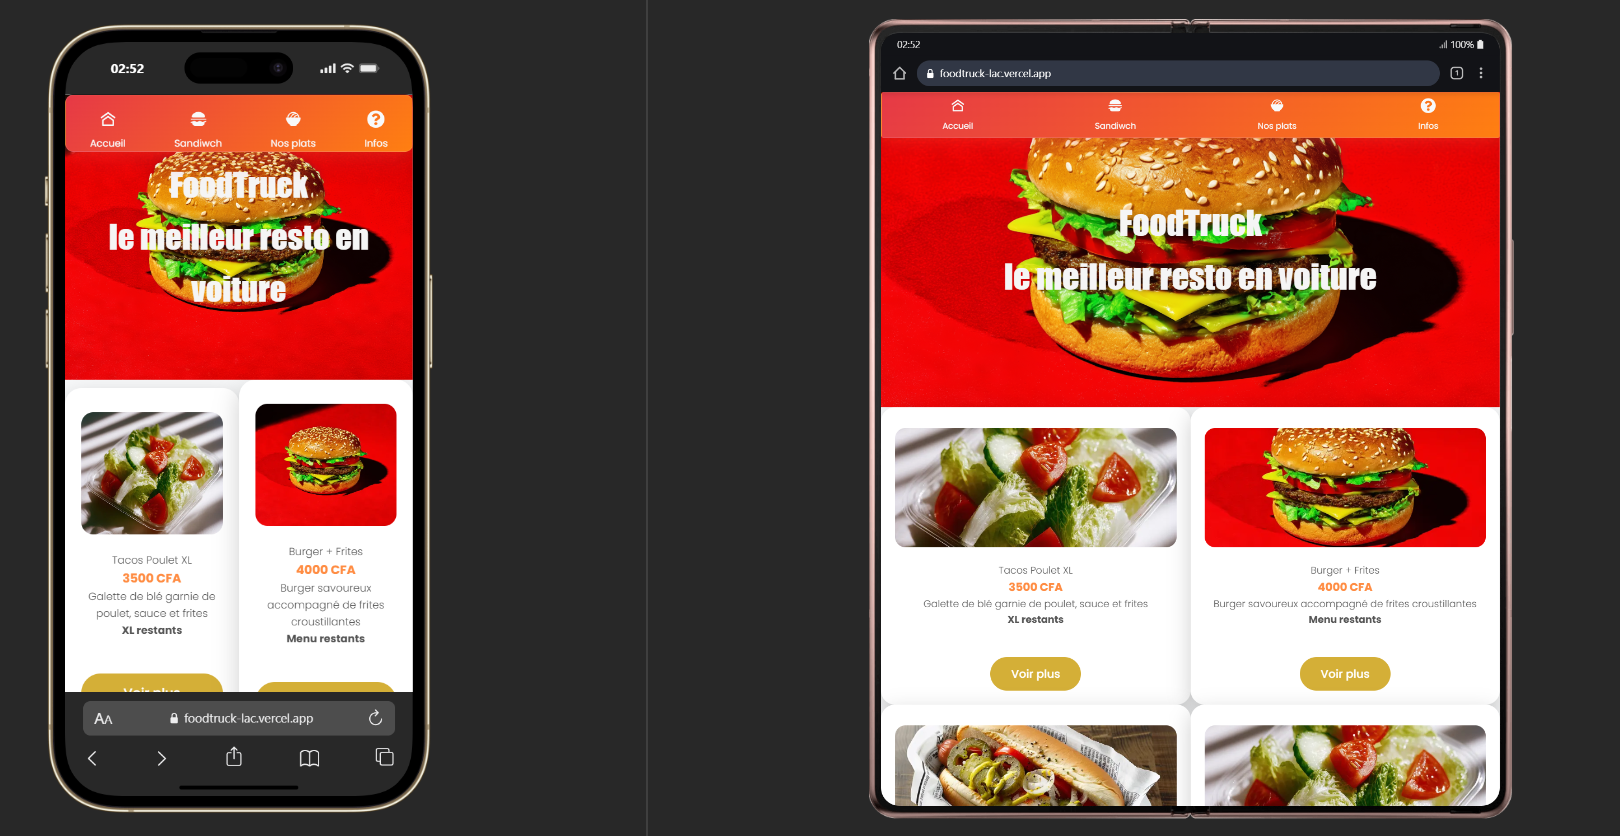 02:52
Accueil
Sandiwch
Nos plats
Infos
FoodTruck
le meilleur resto en
voiture
Tacos Poulet XL
3500 CFA
Galette de blé garnie de
poulet, sauce et frites
XL restants
Burger + Frites
4000 CFA
Burger savoureux
accompagné de frites
croustillantes
Menu restants
Voir plus
AA
foodtruck-lac.vercel.app
02:52
100%
foodtruck-lac.vercel.app
1
Accueil
Sandiwch
Nos plats
Infos
FoodTruck
le meilleur resto en voiture
Tacos Poulet XL
3500 CFA
Galette de blé garnie de poulet, sauce et frites
XL restants
Voir plus
Burger + Frites
4000 CFA
Burger savoureux accompagné de frites croustillantes
Menu restants
Voir plus